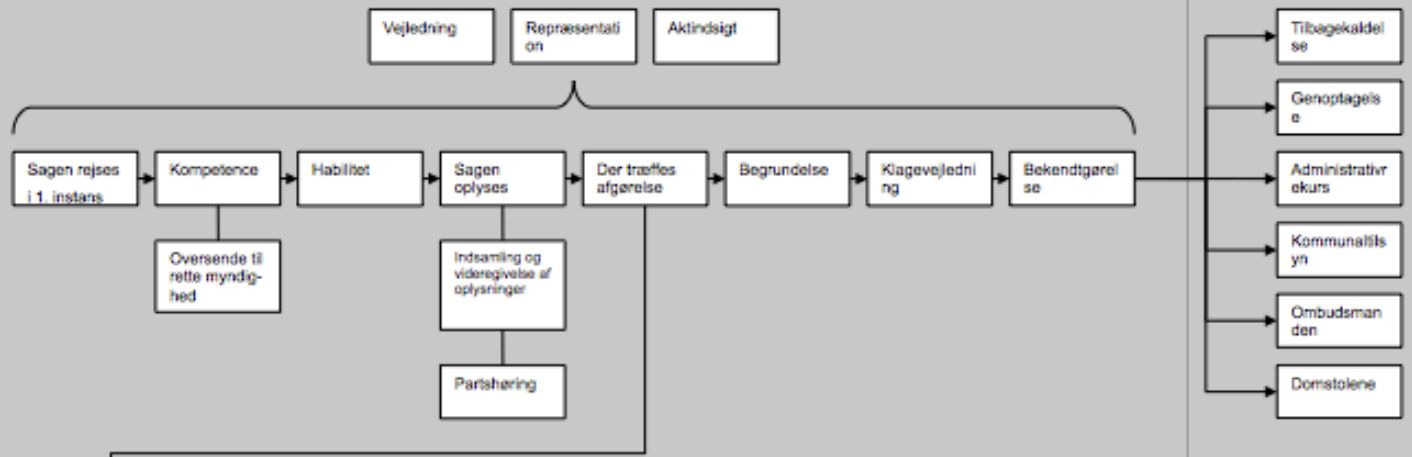 Vejledning
Repræsentati
on
Aktindsigt
Sagen rejses
i 1. instans
Kompetence
Habilitet
Sagen
oplyses
Der træffes
afgørelse
Begrundelse
Klagevejledni
ng
Bekendtgørel
se
Oversende til
rette myndig-
hed
Indsamling og
videregivelse af
oplysninger
Partshøring
Tilbagekaldel
se
Genoptagels
e
Administrativr
ekurs
Kommunaltils
yn
Ombudsman
den
Domstolene